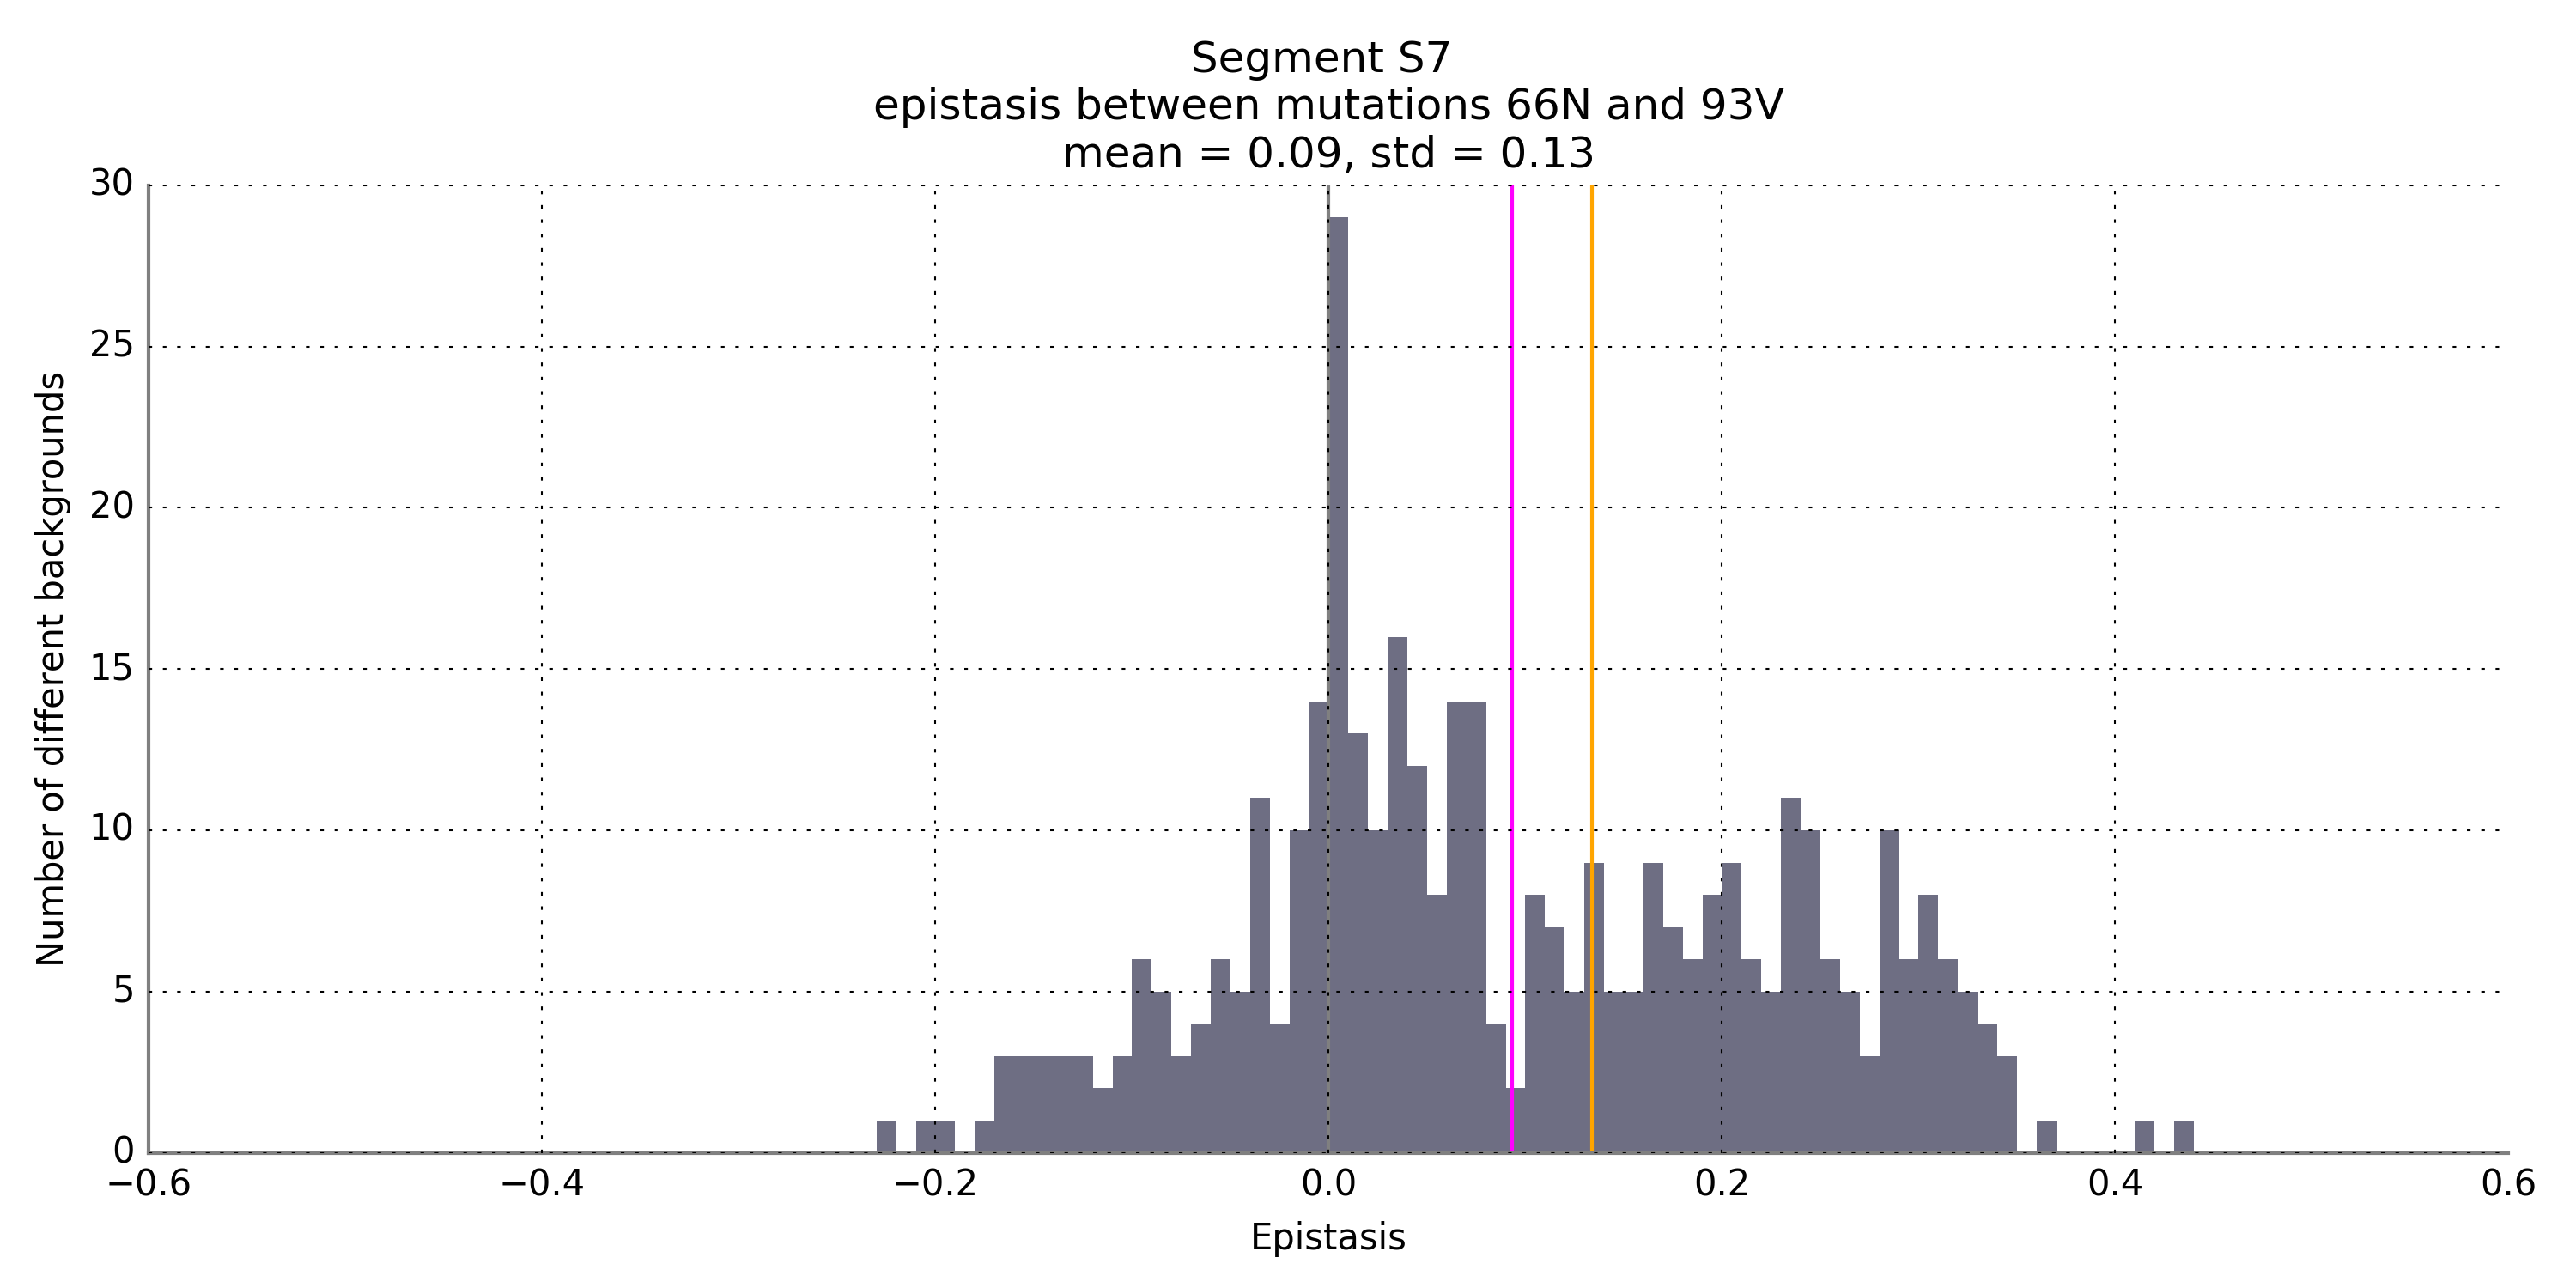 Segment S7
epistasis between mutations 66N and 93V
mean = 0.09, std = 0.13
30
25
20
15
10
5
0
Number of different backgrounds
−0.6
−0.4
−0.2
0.0
0.2
0.4
0.6
Epistasis